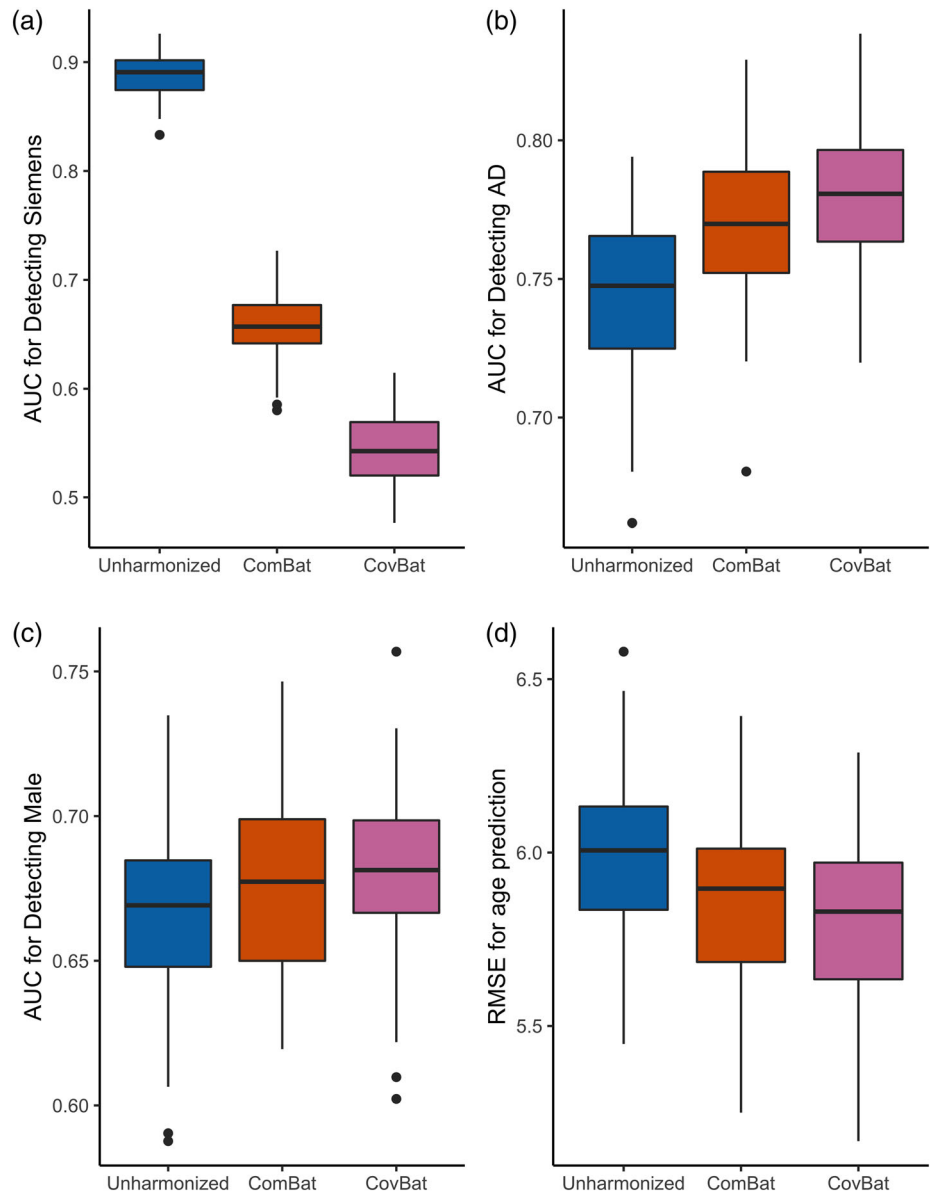 (a)
AUC for Detecting Siemens
0.9
0.8
0.7
0.6
0.5
Unharmonized ComBat CovBat
(b)
AUC for Detecting AD
0.80
0.75
0.70
Unharmonized ComBat CovBat
(c)
AUC for Detecting Male
0.75
0.70
0.65
0.60
Unharmonized ComBat CovBat
(d)
RMSE for age prediction
6.5
6.0
5.5
Unharmonized ComBat CovBat